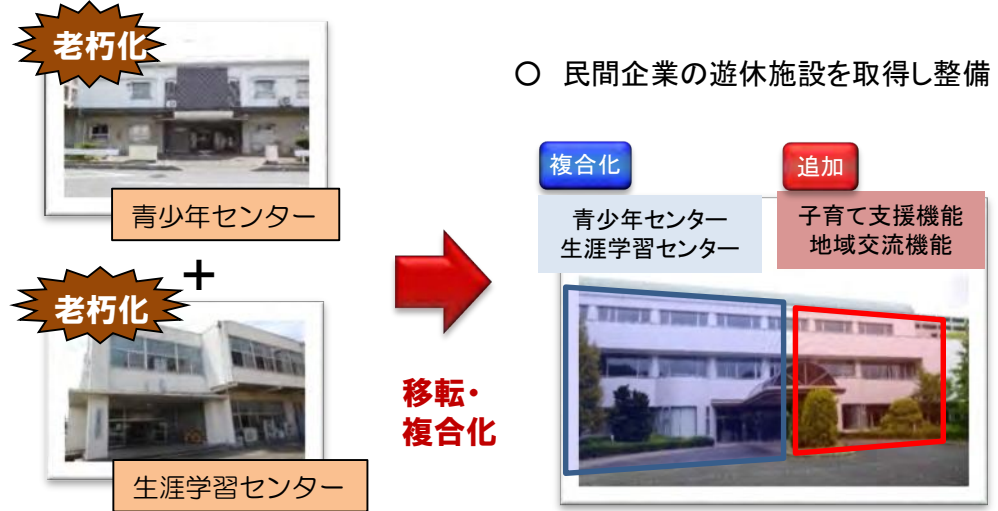 老朽化
青少年センター
+
老朽化
生涯学習センター
移転・
複合化
○ 民間企業の遊休施設を取得し整備
複合化
青少年センター
生涯学習センター
追加
子育て支援機能
地域交流機能